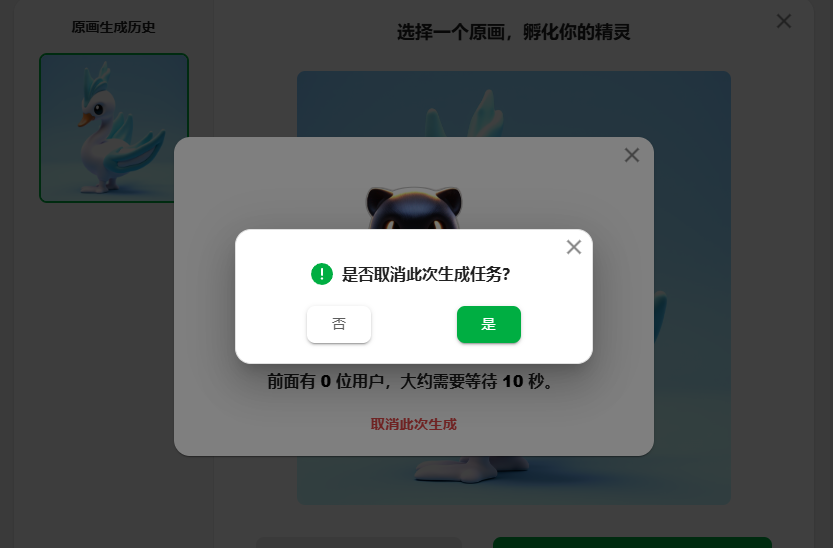 原画生成历史
选择一个原画，孵化你的精灵
是否取消此次生成任务?
否
是
前面有 0 位用户，大约需要等待 10 秒。
取消此次生成